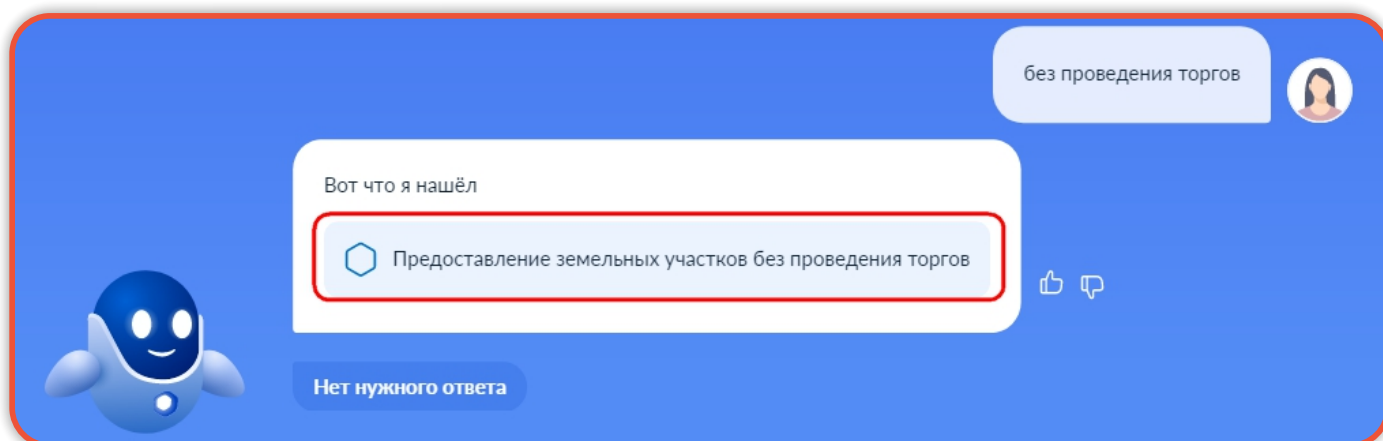 без проведения торгов
Вот что я нашёл
Предоставление земельных участков без проведения торгов
Нет нужного ответа